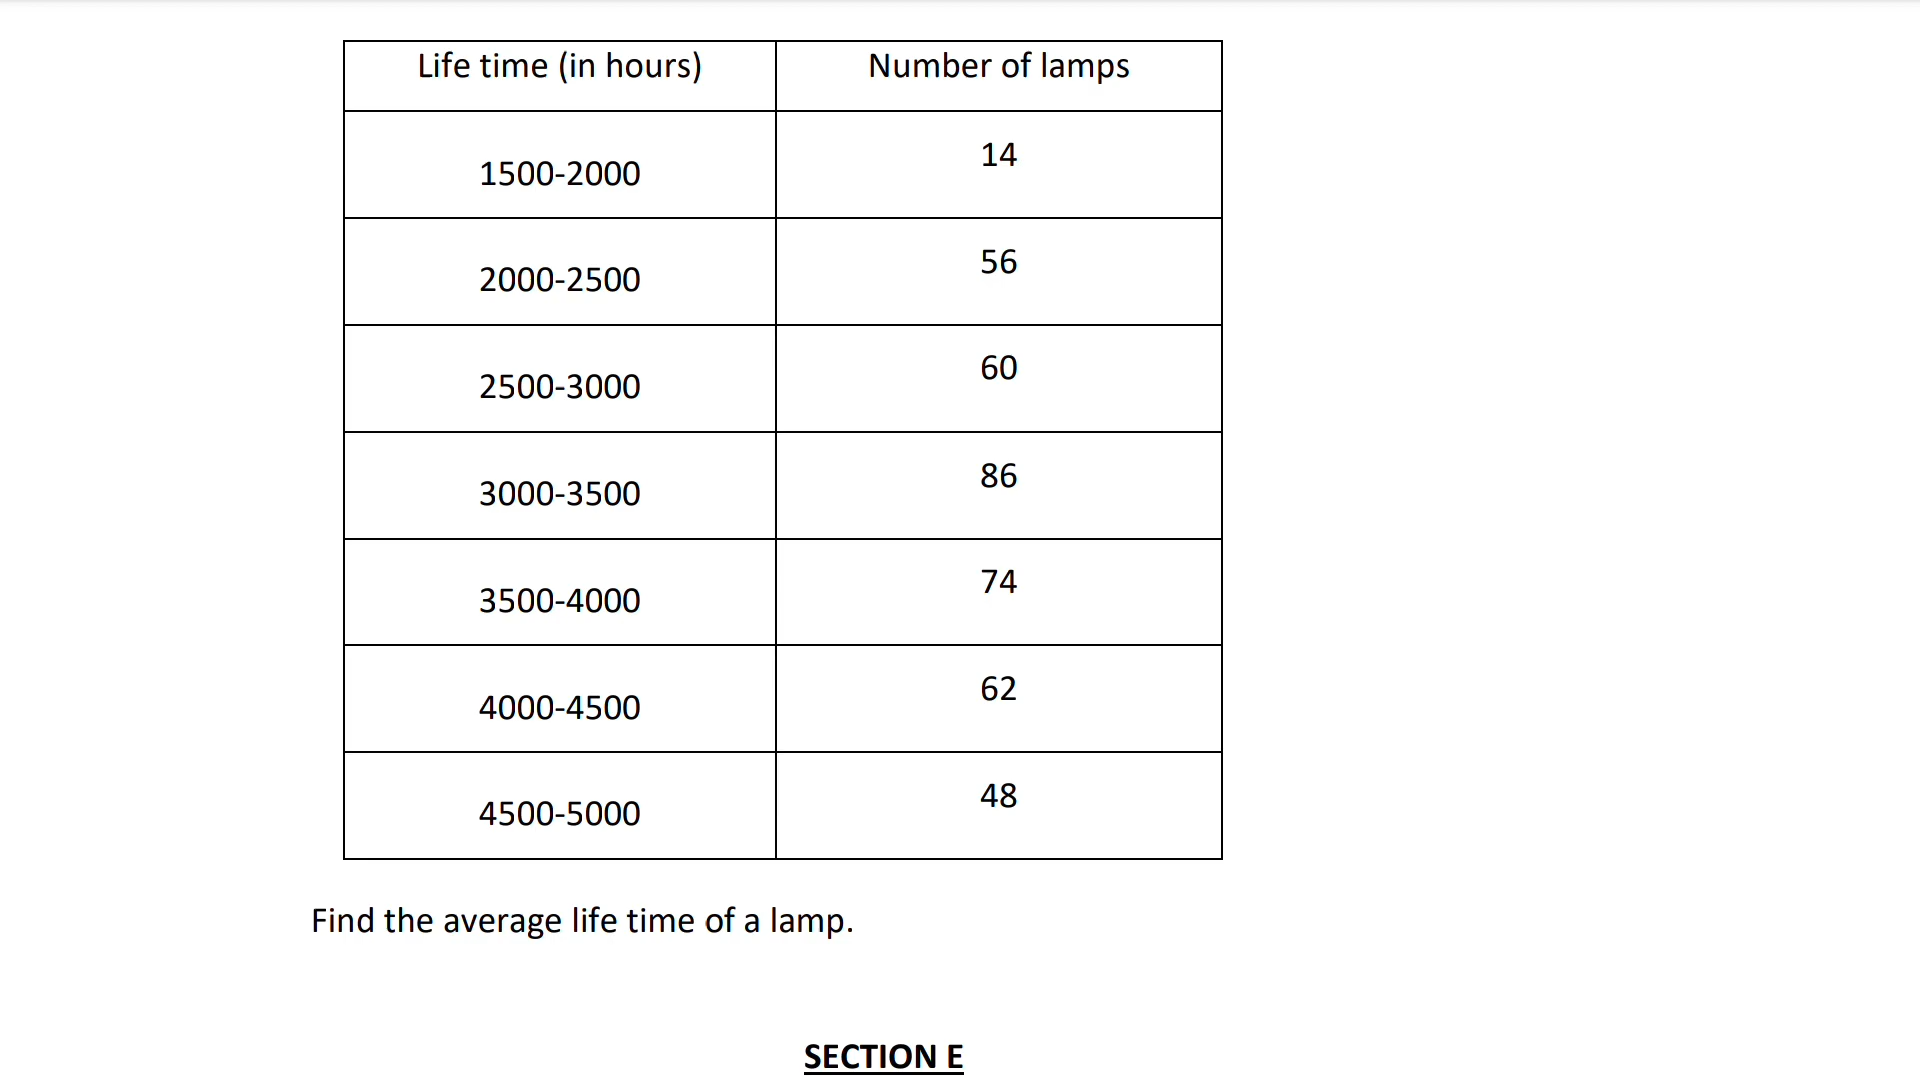 Life time (in hours) Number of lamps
1500-2000 14
2000-2500 56
2500-3000 60
3000-3500 86
3500-4000 74
4000-4500 62
4500-5000 48
Find the average life time of a lamp.
SECTION E